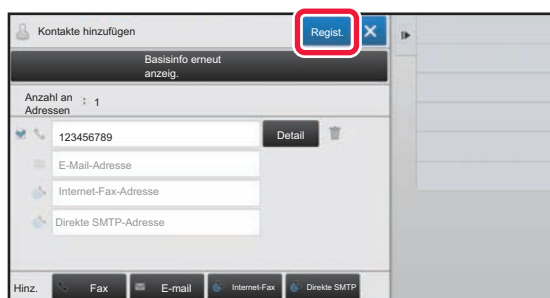 Kontakte hinzufügen
Regist.
Basisinfo erneut
anzeig.
Anzahl an
Adressen
: 1
123456789
Detail
E-Mail-Adresse
Internet-Fax-Adresse
Direkte SMTP-Adresse
Hinz.
Fax
E-mail
Internet-Fax
Direkte SMTP